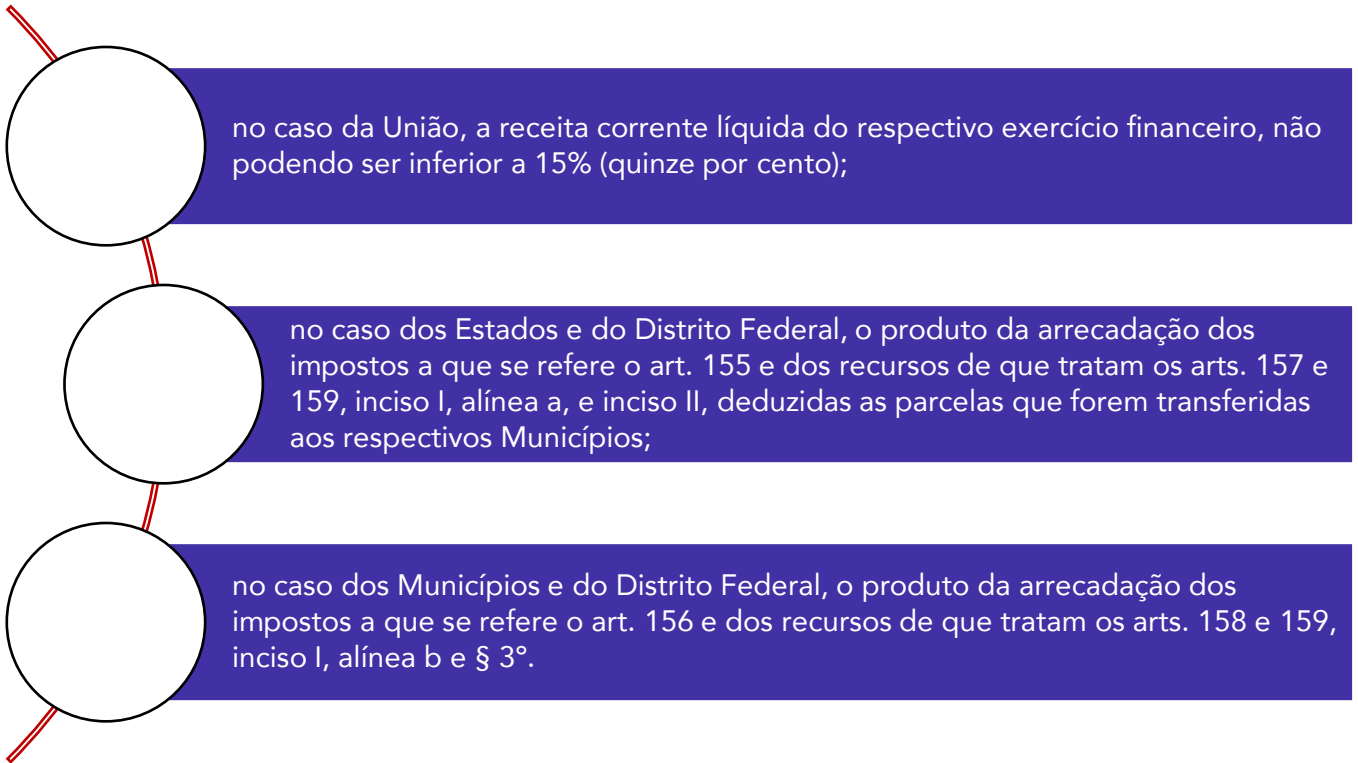 no caso da União, a receita corrente líquida do respectivo exercício financeiro, não
podendo ser inferior a 15% (quinze por cento);
no caso dos Estados e do Distrito Federal, o produto da arrecadação dos
impostos a que se refere o art. 155 e dos recursos de que tratam os arts. 157 e
159, inciso I, alínea a, e inciso II, deduzidas as parcelas que forem transferidas
aos respectivos Municípios;
no caso dos Municípios e do Distrito Federal, o produto da arrecadação dos
impostos a que se refere o art. 156 e dos recursos de que tratam os arts. 158 e 159,
inciso I, alínea b e § 3º.